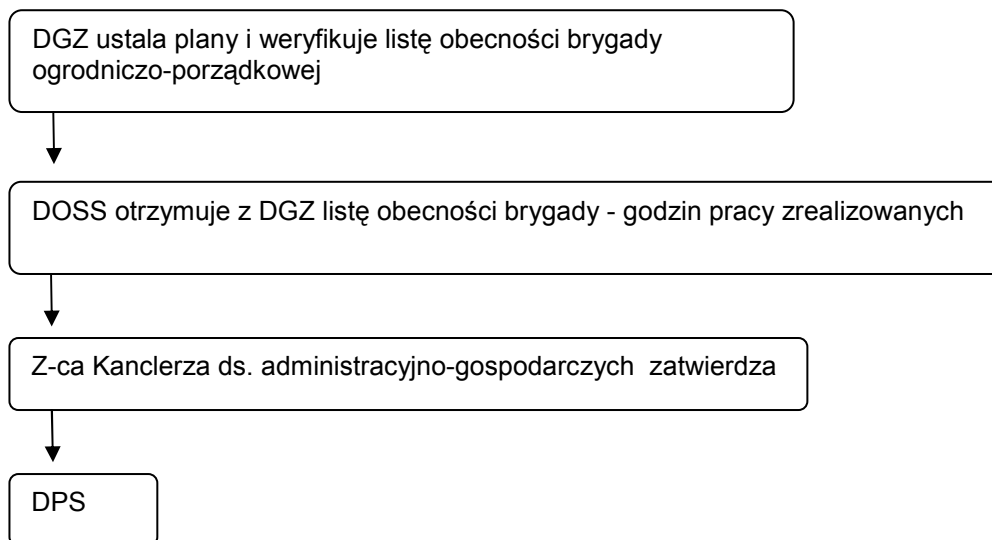 DGZ ustala plany i weryfikuje listę obecności brygady
ogrodniczo-porządkowej
DOSS otrzymuje z DGZ listę obecności brygady - godzin pracy zrealizowanych
Z-ca Kanclerza ds. administracyjno-gospodarczych  zatwierdza
DPS